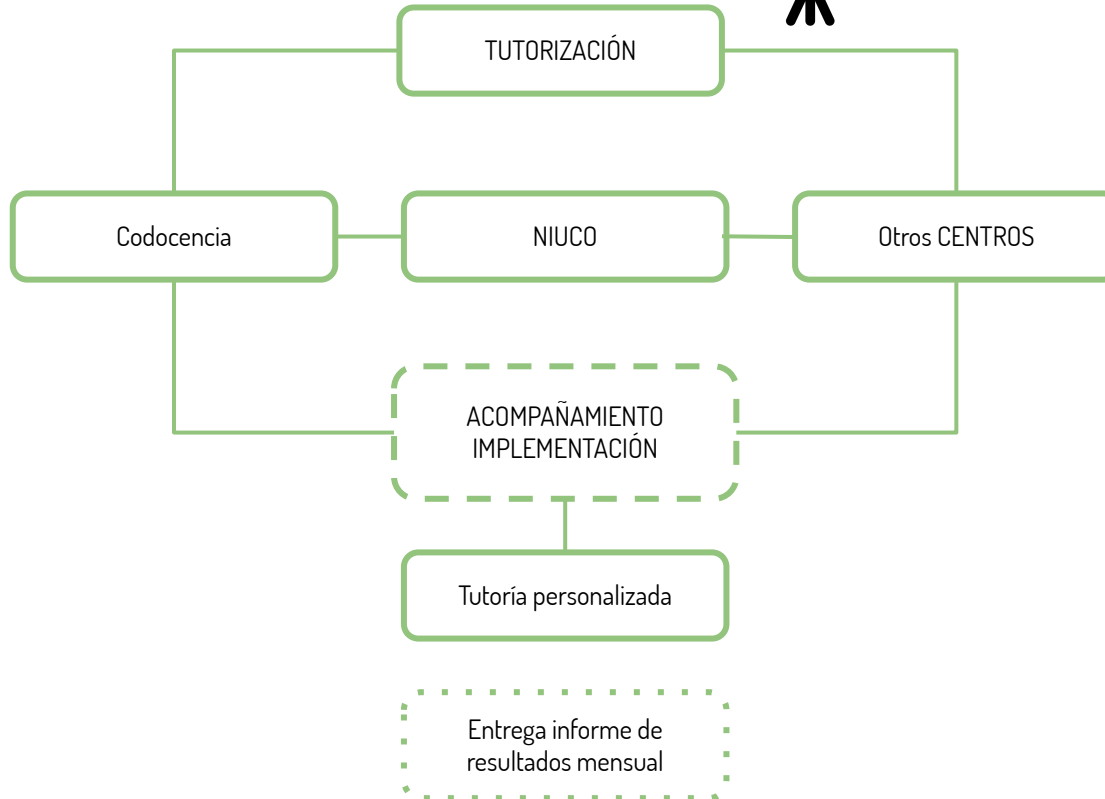 TUTORIZACIÓN
Codocencia
NIUCO
Otros CENTROS
ACOMPAÑAMIENTO
IMPLEMENTACIÓN
Tutoría personalizada
Entrega informe de
resultados mensual